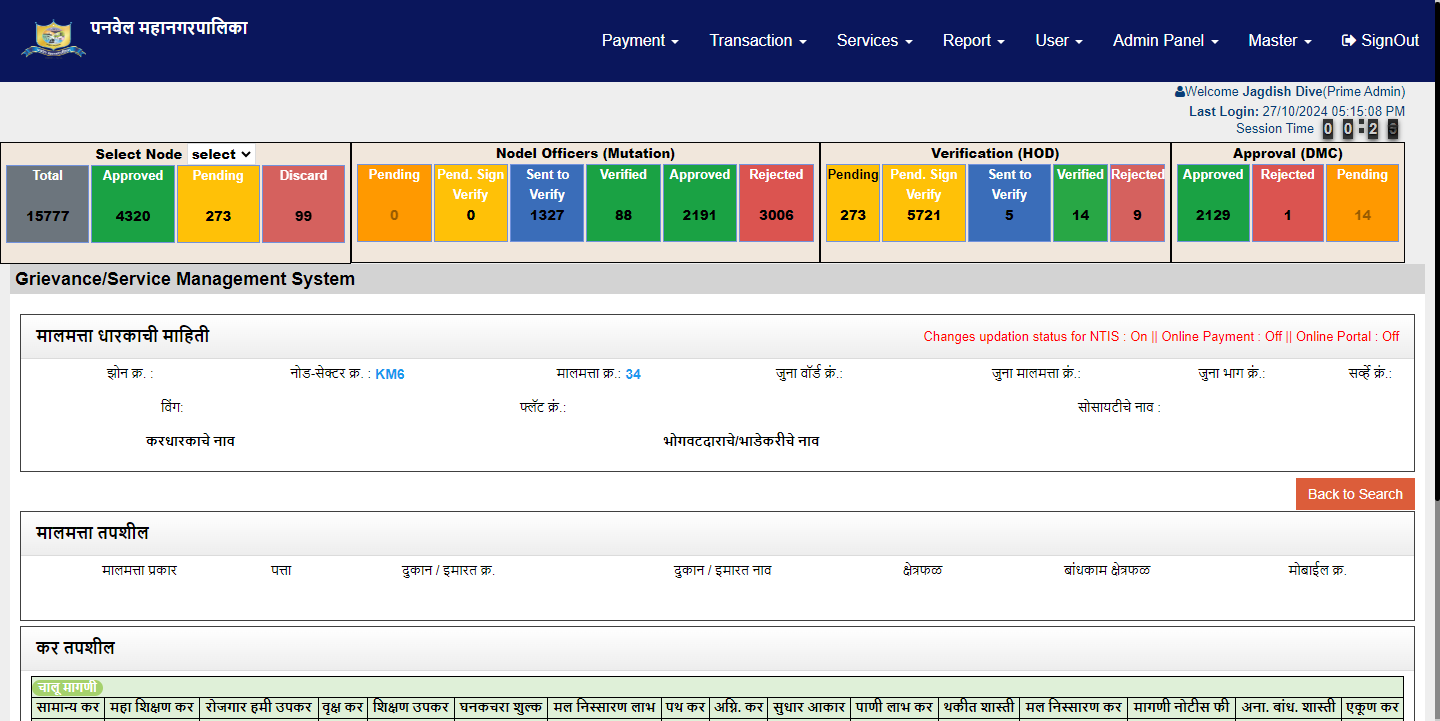 पनवेल महानगरपालिका
Payment Transaction Services Report User Admin Panel Master SignOut
Welcome Jagdish Dive(Prime Admin)
Last Login: 27/10/2024 05:15:08 PM
Session Time 0 0 : 2
Select Node select
Total Approved Pending Discard
15777 4320 273 99
Nodel Officers (Mutation)
Pending Pend. Sign Verify Sent to Verify Verified Approved Rejected
0 0 1327 88 2191 3006
Verification (HOD)
Pending Pend. Sign Verify Sent to Verify Verified Rejected
273 5721 5 14 9
Approval (DMC)
Approved Rejected Pending
2129 1 14
Grievance/Service Management System
मालमत्ता धारकाची माहिती
Changes updation status for NTIS : On || Online Payment : Off || Online Portal : Off
झोन क्र. : नोड-सेक्टर क्र. : KM6 मालमत्ता क्र.: 34 जुना वॉर्ड क्रं.: जुना मालमत्ता क्रं.: जुना भाग क्रं.: सर्व्हे क्रं.:
विंग: फ्लॅट क्रं.: सोसायटीचे नाव :
करधारकाचे नाव भोगवटदाराचे/भाडेकरीचे नाव
Back to Search
मालमत्ता तपशील
मालमत्ता प्रकार पत्ता दुकान / इमारत क्र. दुकान / इमारत नाव क्षेत्रफळ बांधकाम क्षेत्रफळ मोबाईल क्र.
कर तपशील
चालू मागणी
सामान्य कर महा शिक्षण कर रोजगार हमी उपकर वृक्ष कर शिक्षण उपकर घनकचरा शुल्क मल निस्सारण लाभ पथ कर अग्नि. कर सुधार आकार पाणी लाभ कर थकीत शास्ती मल निस्सारण कर मागणी नोटीस फी अना. बांध. शास्ती एकूण कर